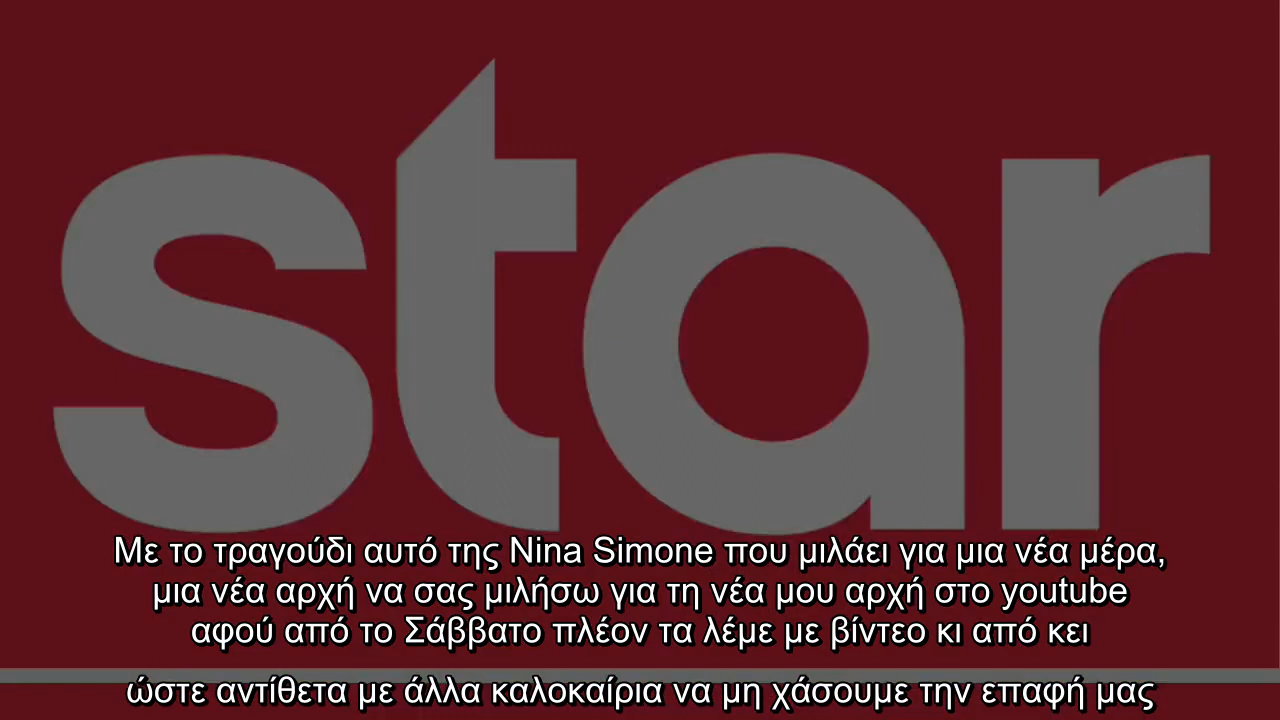 star
Με το τραγούδι αυτό της Nina Simone που μιλάει για μια νέα μέρα,
μια νέα αρχή να σας μιλήσω για τη νέα μου αρχή στο youtube
αφού από το Σάββατο πλέον τα λέμε με βίντεο κι από κει
ώστε αντίθετα με άλλα καλοκαίρια να μη χάσουμε την επαφή μας